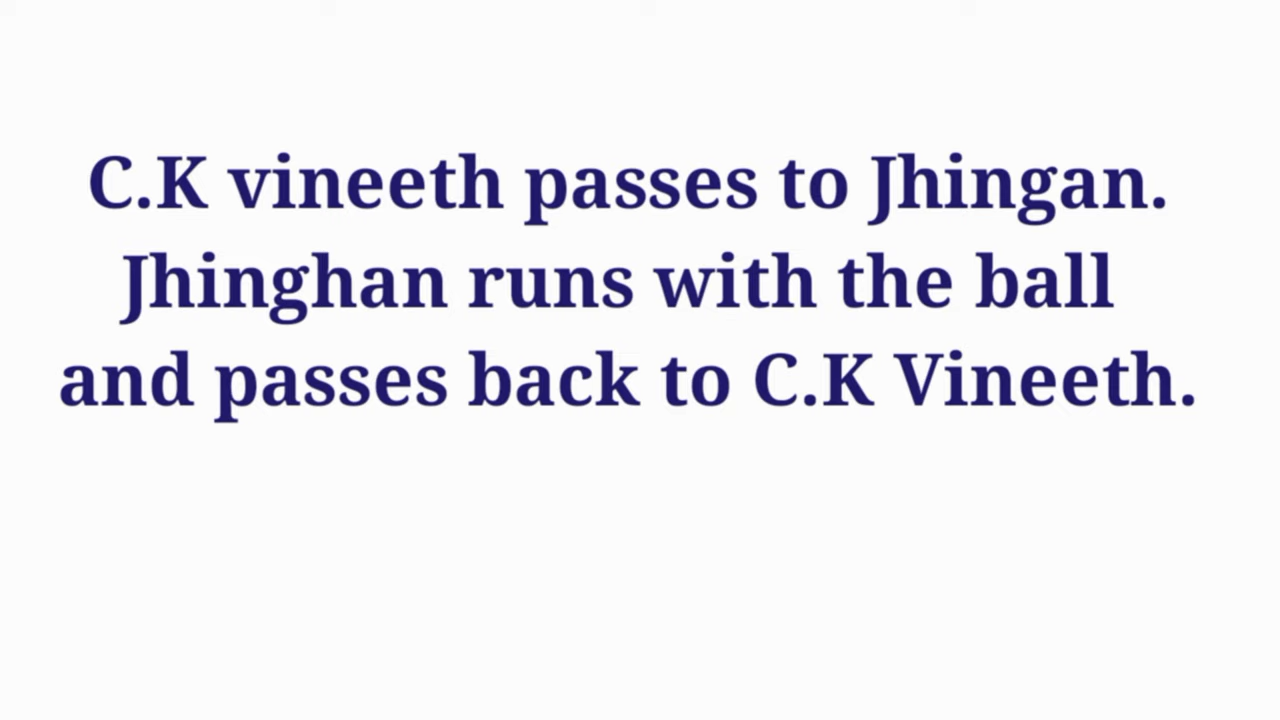 C.K vineeth passes to Jhingan.
Jhinghan runs with the ball
and passes back to C.K Vineeth.